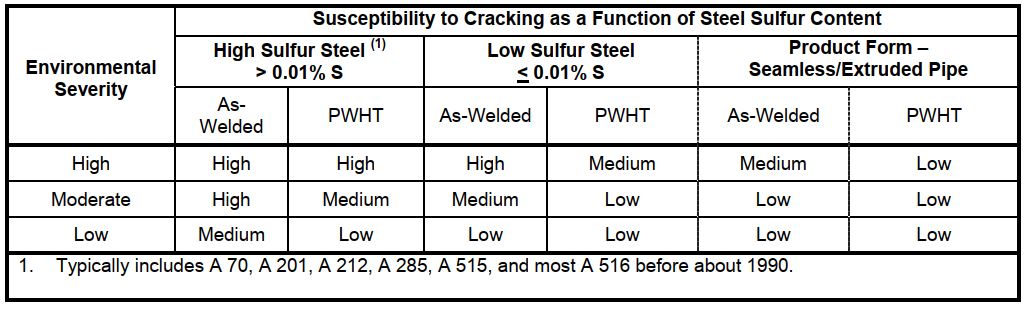 Susceptibility to Cracking as a Function of Steel Sulfur Content
Environmental
Severity
High Sulfur Steel (1)
> 0.01% S
Low Sulfur Steel
≤ 0.01% S
Product Form –
Seamless/Extruded Pipe
As-
Welded
PWHT
As-Welded
PWHT
As-Welded
PWHT
High High High High Medium Medium Low
Moderate High Medium Medium Low Low Low
Low Medium Low Low Low Low Low
1. Typically includes A 70, A 201, A 212, A 285, A 515, and most A 516 before about 1990.